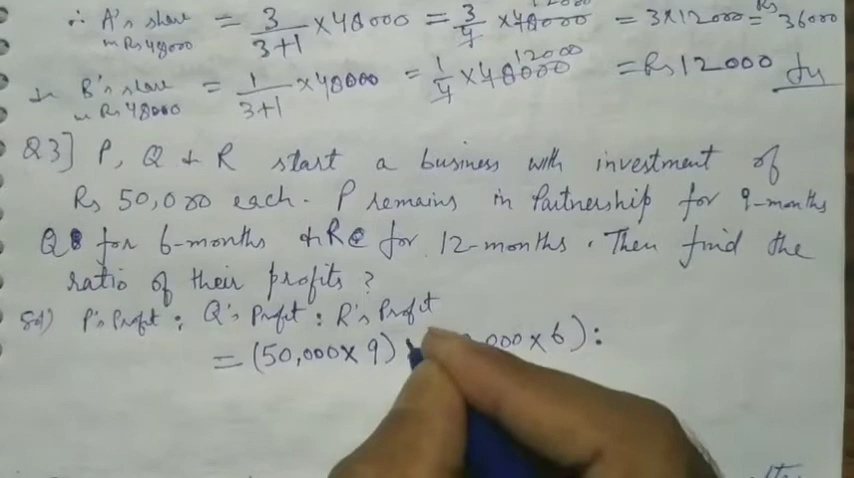 ∴ A's share = 3/(3+1) × 48000 = 3/4 × 48000 12000 = 3×12000 = Rs 36000
in Rs 48000
& B's share = 1/(3+1) × 48000 = 1/4 × 48000 12000 = Rs 12000
in Rs 48000
Q3] P, Q & R start a business with investment of
Rs 50,000 each. P remains in Partnership for 9-months
Q for 6-months & R for 12-months. Then find the
ratio of their profits?
Sol) P's Profit : Q's Profit : R's Profit
= (50,000 × 9) ,000 × 6) :